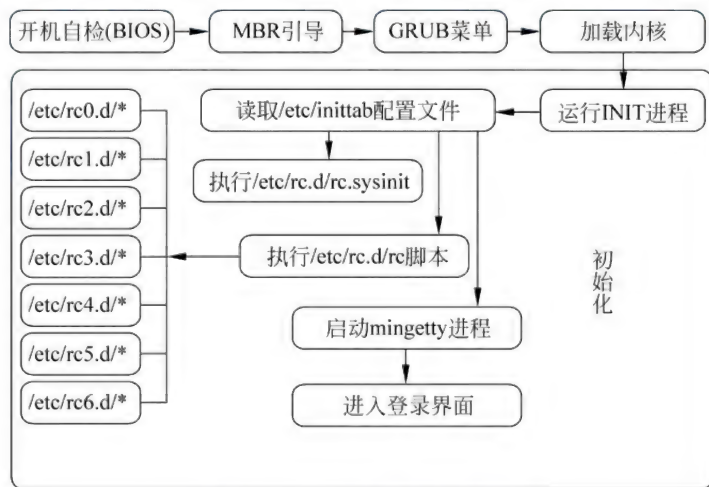 开机自检(BIOS)
MBR引导
GRUB菜单
加载内核
运行INIT进程
读取/etc/inittab配置文件
执行/etc/rc.d/rc.sysinit
执行/etc/rc.d/rc脚本
/etc/rc0.d/*
/etc/rc1.d/*
/etc/rc2.d/*
/etc/rc3.d/*
/etc/rc4.d/*
/etc/rc5.d/*
/etc/rc6.d/*
启动mingetty进程
进入登录界面
初始化